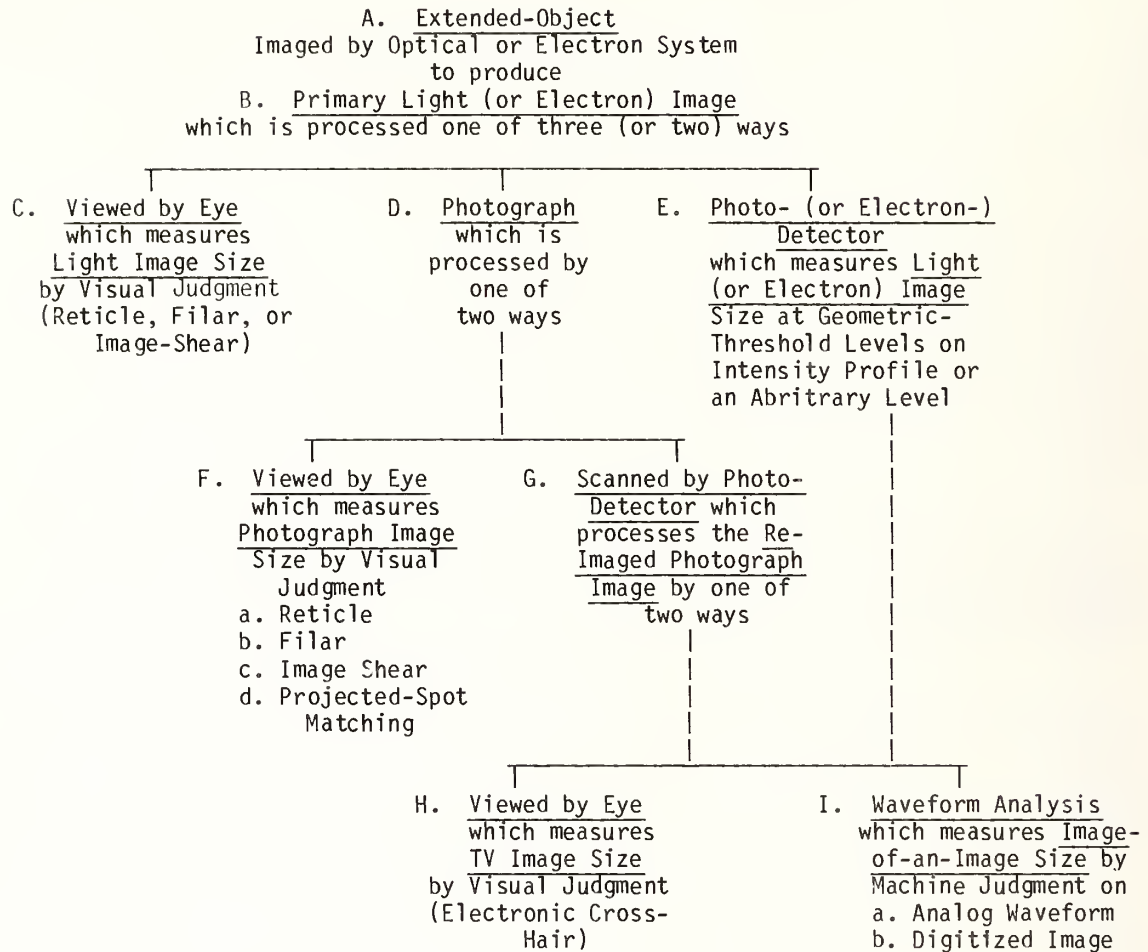 A. Extended-Object
Imaged by Optical or Electron System
to produce
B. Primary Light (or Electron) Image
which is processed one of three (or two) ways
C. Viewed by Eye
which measures
Light Image Size
by Visual Judgment
(Reticle, Filar, or
Image-Shear)
D. Photograph
which is
processed by
one of
two ways
E. Photo- (or Electron-)
Detector
which measures Light
(or Electron) Image
Size at Geometric-
Threshold Levels on
Intensity Profile or
an Abritrary Level
F. Viewed by Eye
which measures
Photograph Image
Size by Visual
Judgment
a. Reticle
b. Filar
c. Image Shear
d. Projected-Spot
Matching
G. Scanned by Photo-
Detector which
processes the Re-
Imaged Photograph
Image by one of
two ways
H. Viewed by Eye
which measures
TV Image Size
by Visual Judgment
(Electronic Cross-
Hair)
I. Waveform Analysis
which measures Image-
of-an-Image Size by
Machine Judgment on
a. Analog Waveform
b. Digitized Image